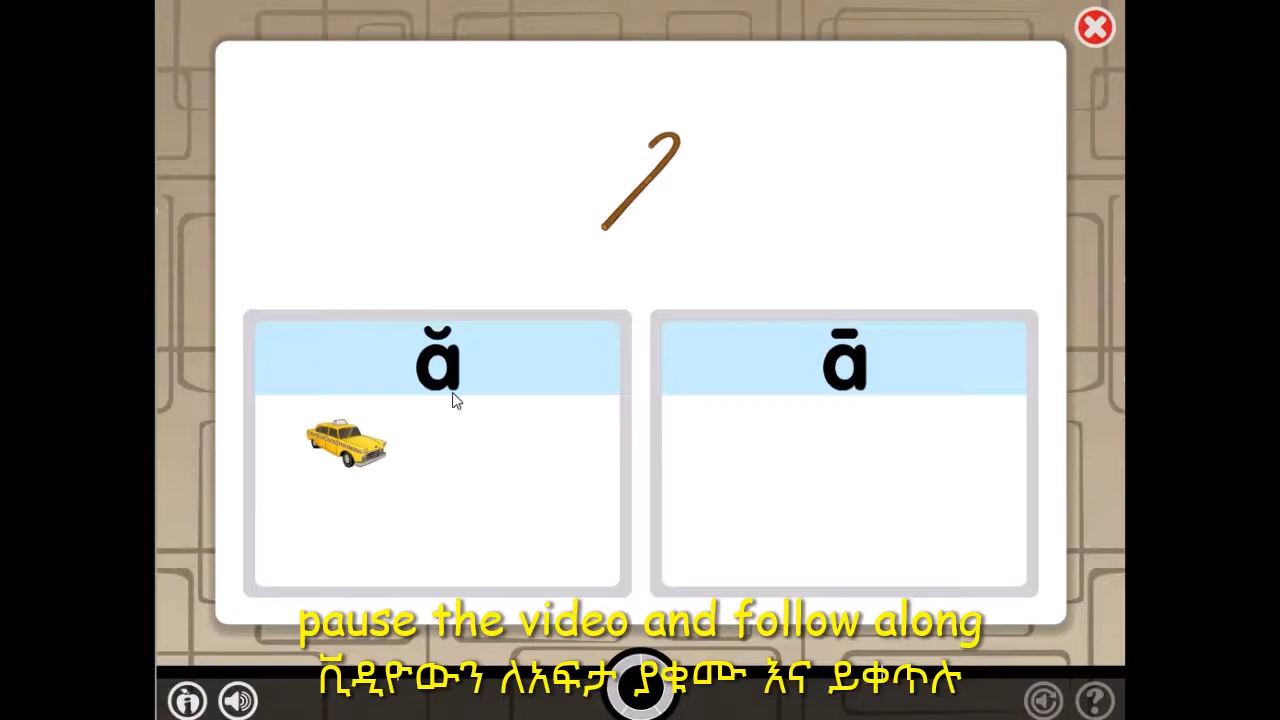 ă
ā
pause the video and follow along
ቪዲዮውን ለአፍታ ያቁሙ እና ይቀጥሉ